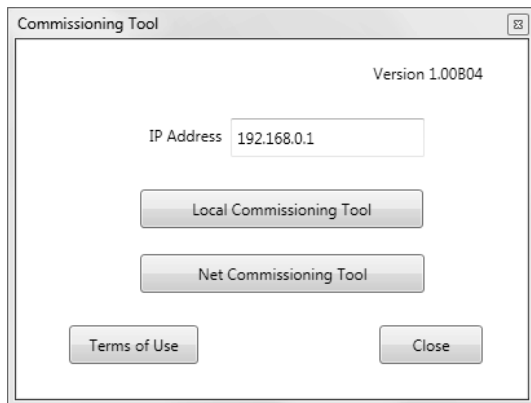 Commissioning Tool
Version 1.00B04
IP Address 192.168.0.1
Local Commissioning Tool
Net Commissioning Tool
Terms of Use Close